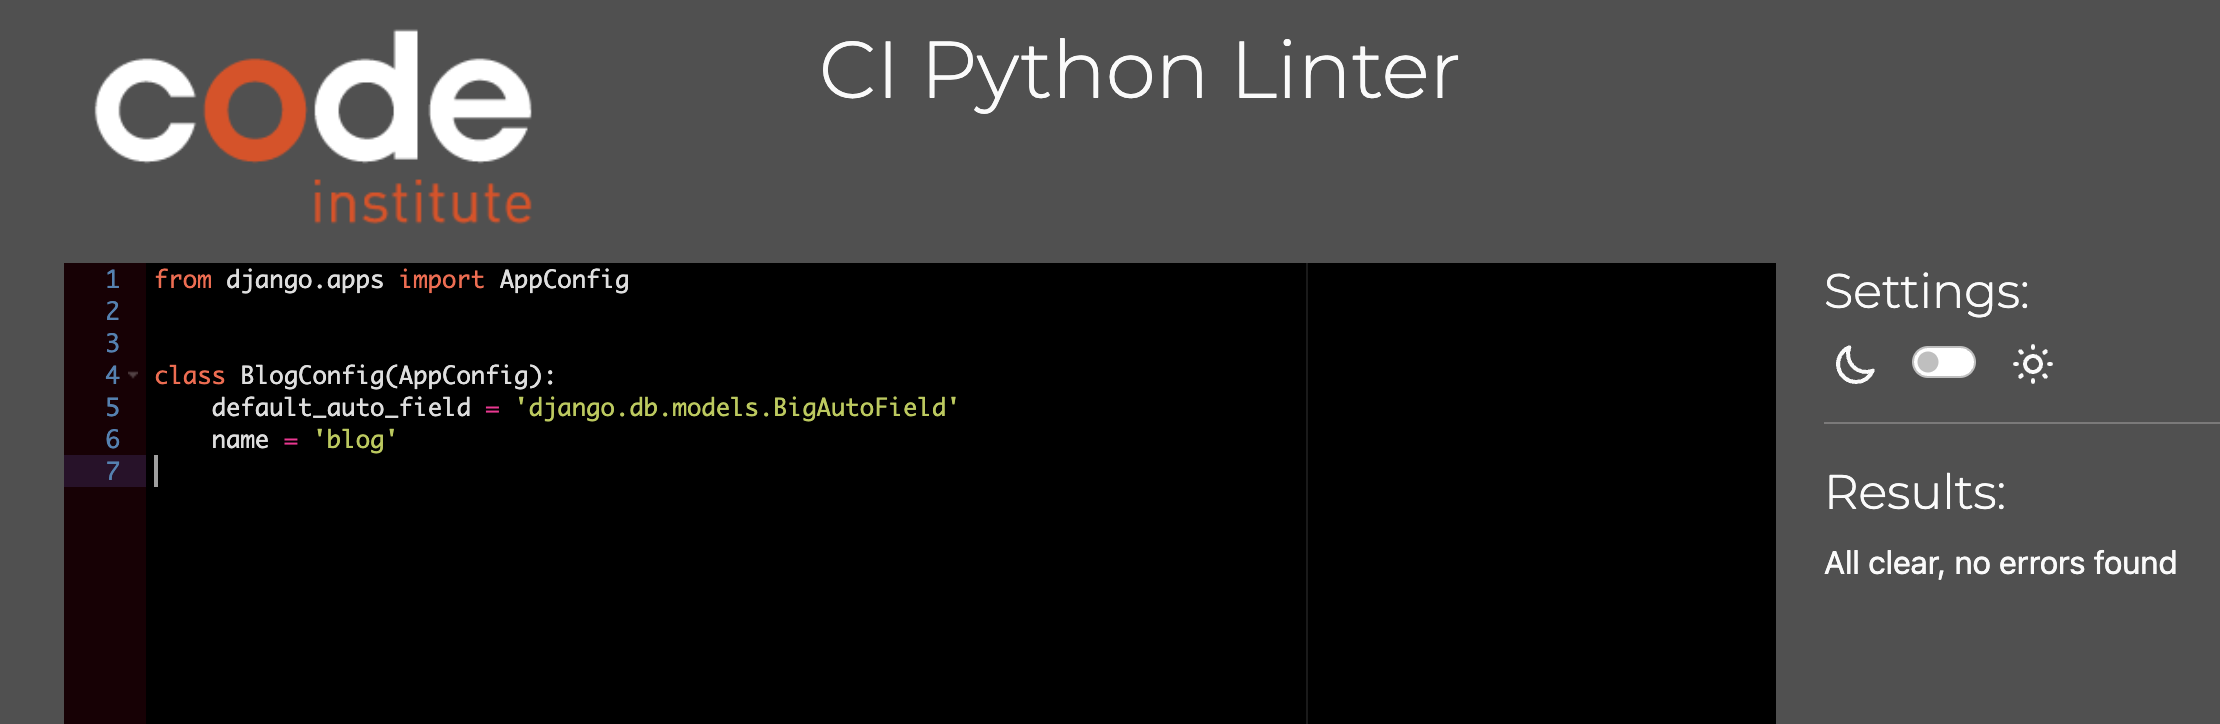 code
institute
CI Python Linter
1 from django.apps import AppConfig
2
3
4 class BlogConfig(AppConfig):
5     default_auto_field = 'django.db.models.BigAutoField'
6     name = 'blog'
7
Settings:
Results:
All clear, no errors found